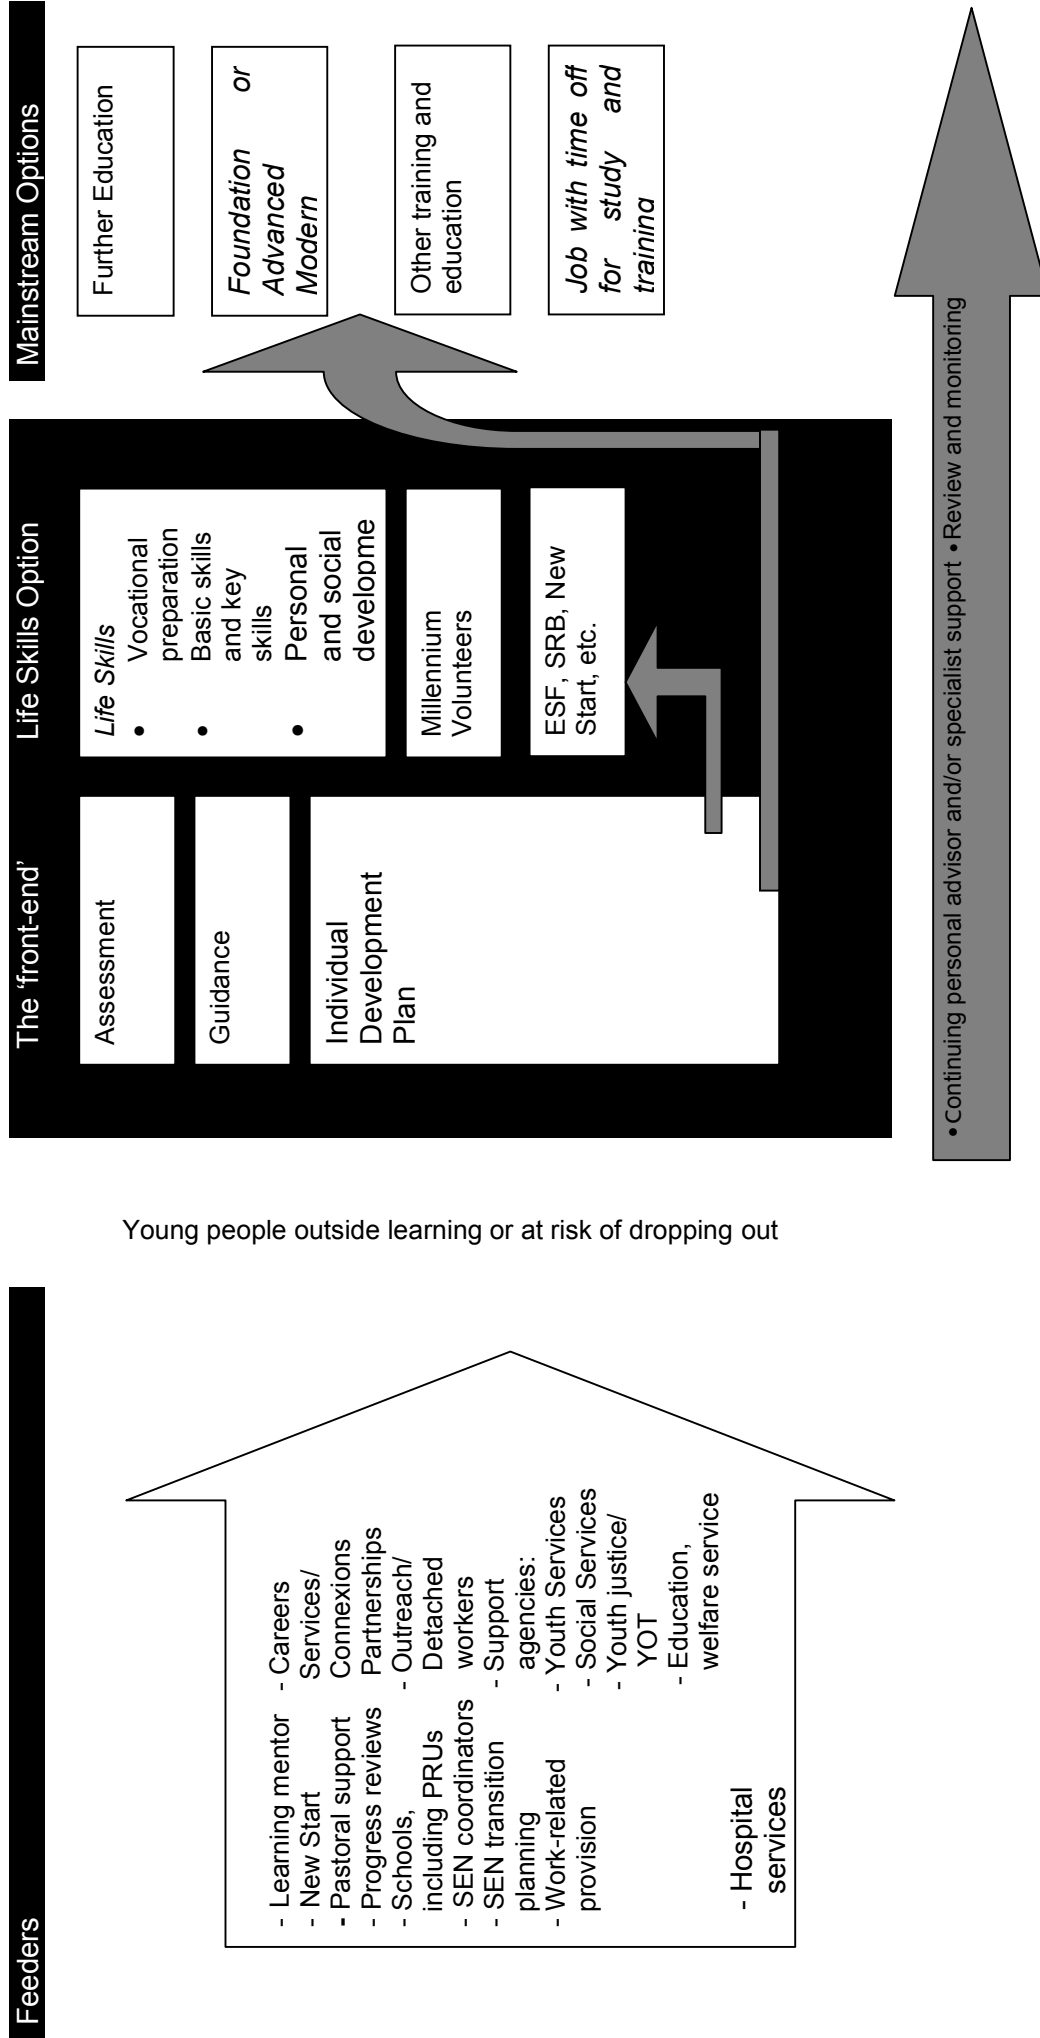 Feeders
- Learning mentor
- New Start
- Pastoral support
- Progress reviews
- Schools,
including PRUs
- SEN coordinators
- SEN transition
planning
- Work-related
provision
- Hospital
services
- Careers
Services/
Connexions
Partnerships
- Outreach/
Detached
workers
- Support
agencies:
- Youth Services
- Social Services
- Youth justice/
YOT
- Education,
welfare service
Young people outside learning or at risk of dropping out
The ‘front-end’
Assessment
Guidance
Individual
Development
Plan
Life Skills Option
Life Skills
• Vocational
preparation
• Basic skills
and key
skills
• Personal
and social
developme
Millennium
Volunteers
ESF, SRB, New
Start, etc.
Mainstream Options
Further Education
Foundation or
Advanced
Modern
Other training and
education
Job with time off
for study and
training
• Continuing personal advisor and/or specialist support • Review and monitoring